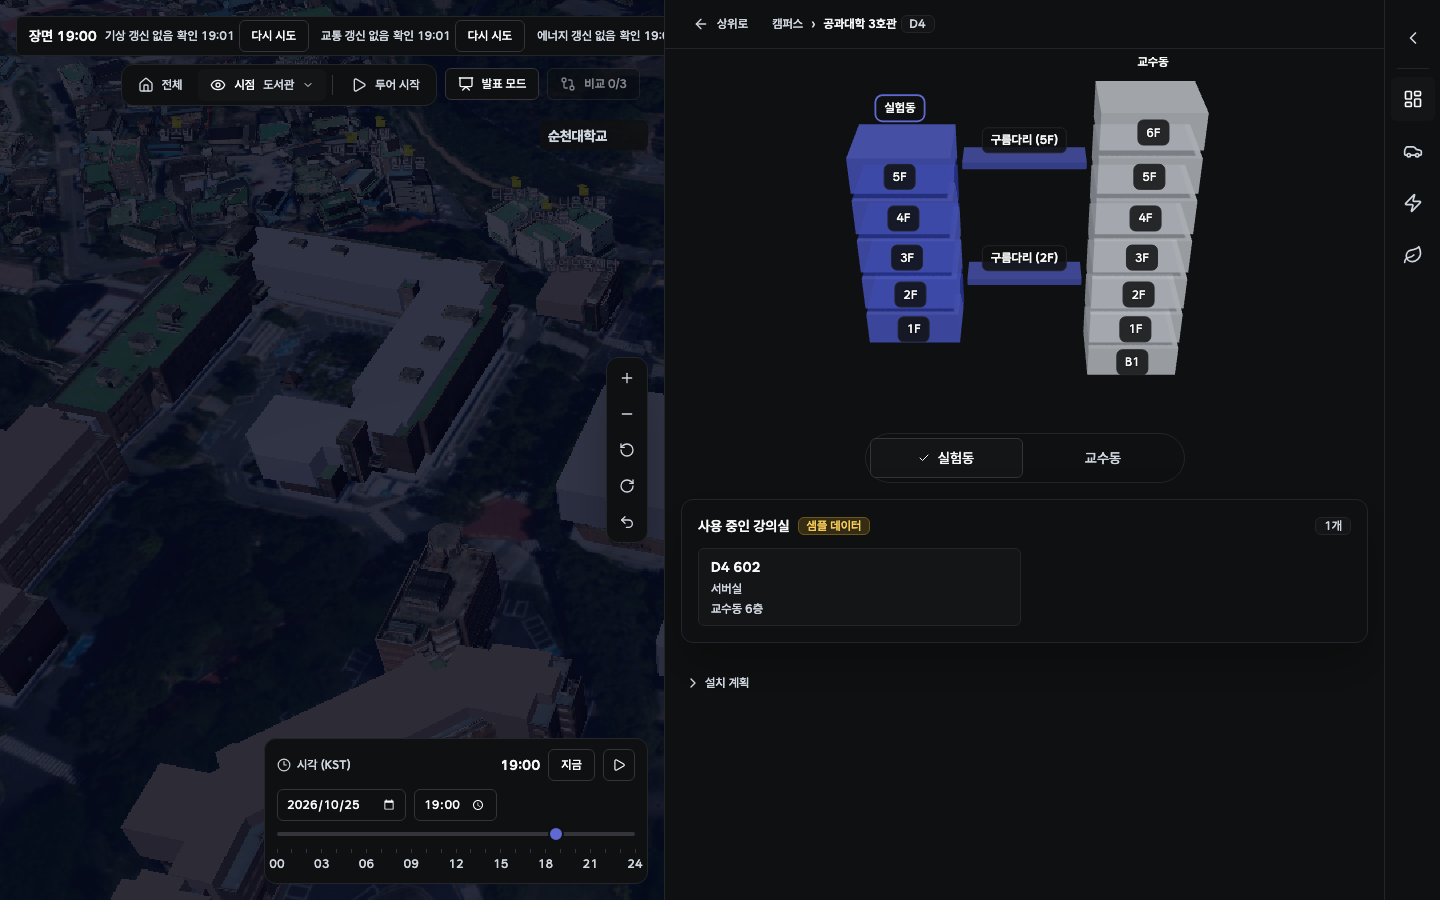 장면 19:00 기상 갱신 없음 확인 19:01 다시 시도 교통 갱신 없음 확인 19:01 다시 시도 에너지 갱신 없음 확인
전체 시점 도서관 투어 시작 발표 모드 비교 0/3
순천대학교
시각 (KST) 19:00 지금
2026/10/25 19:00
00 03 06 09 12 15 18 21 24
상위로 캠퍼스 › 공과대학 3호관 D4
교수동
실험동
구름다리 (5F)
6F
5F
5F
4F
4F
3F
구름다리 (2F)
3F
2F
2F
1F
1F
B1
실험동 교수동
사용 중인 강의실 샘플 데이터 1개
D4 602
서버실
교수동 6층
설치 계획